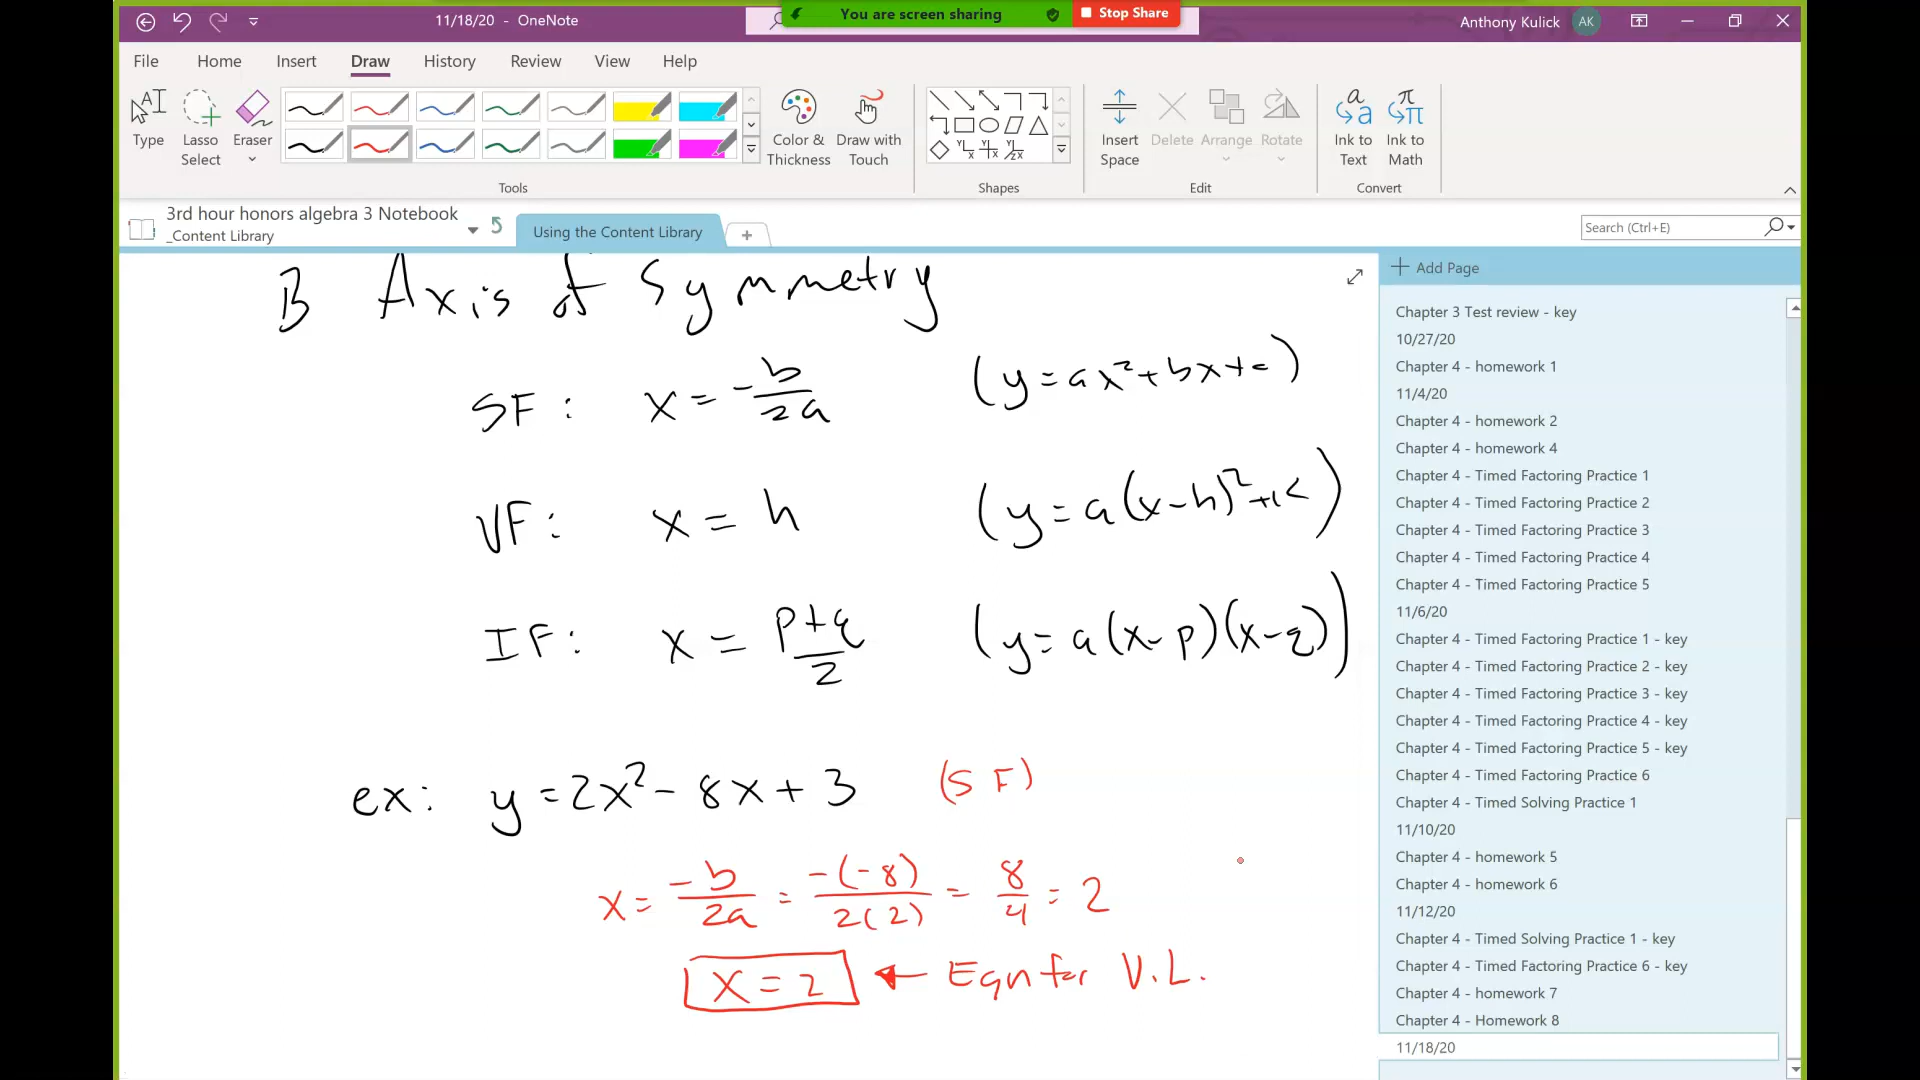 11/18/20 - OneNote
You are screen sharing
Stop Share
Anthony Kulick
AK
File Home Insert Draw History Review View Help
Type
Lasso Select
Eraser
Color & Thickness
Draw with Touch
Insert Space
Delete
Arrange
Rotate
Ink to Text
Ink to Math
Tools
Shapes
Edit
Convert
3rd hour honors algebra 3 Notebook
_Content Library
Using the Content Library
Search (Ctrl+E)
B Axis of Symmetry
SF: x = -b/2a (y = ax²+bx+c)
VF: x = h (y = a(x-h)²+k)
IF: x = p+q/2 (y = a(x-p)(x-q))
ex: y = 2x² - 8x + 3 (SF)
x = -b/2a = -(-8)/2(2) = 8/4 = 2
x = 2 ← Eqn for V.L.
Add Page
Chapter 3 Test review - key
10/27/20
Chapter 4 - homework 1
11/4/20
Chapter 4 - homework 2
Chapter 4 - homework 4
Chapter 4 - Timed Factoring Practice 1
Chapter 4 - Timed Factoring Practice 2
Chapter 4 - Timed Factoring Practice 3
Chapter 4 - Timed Factoring Practice 4
Chapter 4 - Timed Factoring Practice 5
11/6/20
Chapter 4 - Timed Factoring Practice 1 - key
Chapter 4 - Timed Factoring Practice 2 - key
Chapter 4 - Timed Factoring Practice 3 - key
Chapter 4 - Timed Factoring Practice 4 - key
Chapter 4 - Timed Factoring Practice 5 - key
Chapter 4 - Timed Factoring Practice 6
Chapter 4 - Timed Solving Practice 1
11/10/20
Chapter 4 - homework 5
Chapter 4 - homework 6
11/12/20
Chapter 4 - Timed Solving Practice 1 - key
Chapter 4 - Timed Factoring Practice 6 - key
Chapter 4 - homework 7
Chapter 4 - Homework 8
11/18/20